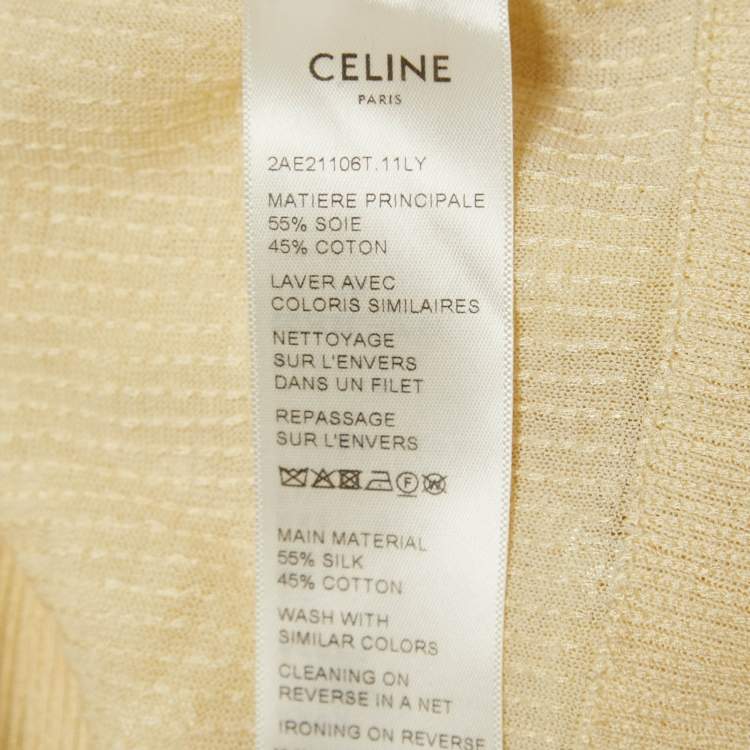 CELINE
PARIS
2AE21106T.11LY
MATIERE PRINCIPALE
55% SOIE
45% COTON
LAVER AVEC
COLORIS SIMILAIRES
NETTOYAGE
SUR L'ENVERS
DANS UN FILET
REPASSAGE
SUR L'ENVERS
F W
MAIN MATERIAL
55% SILK
45% COTTON
WASH WITH
SIMILAR COLORS
CLEANING ON
REVERSE IN A NET
IRONING ON REVERSE